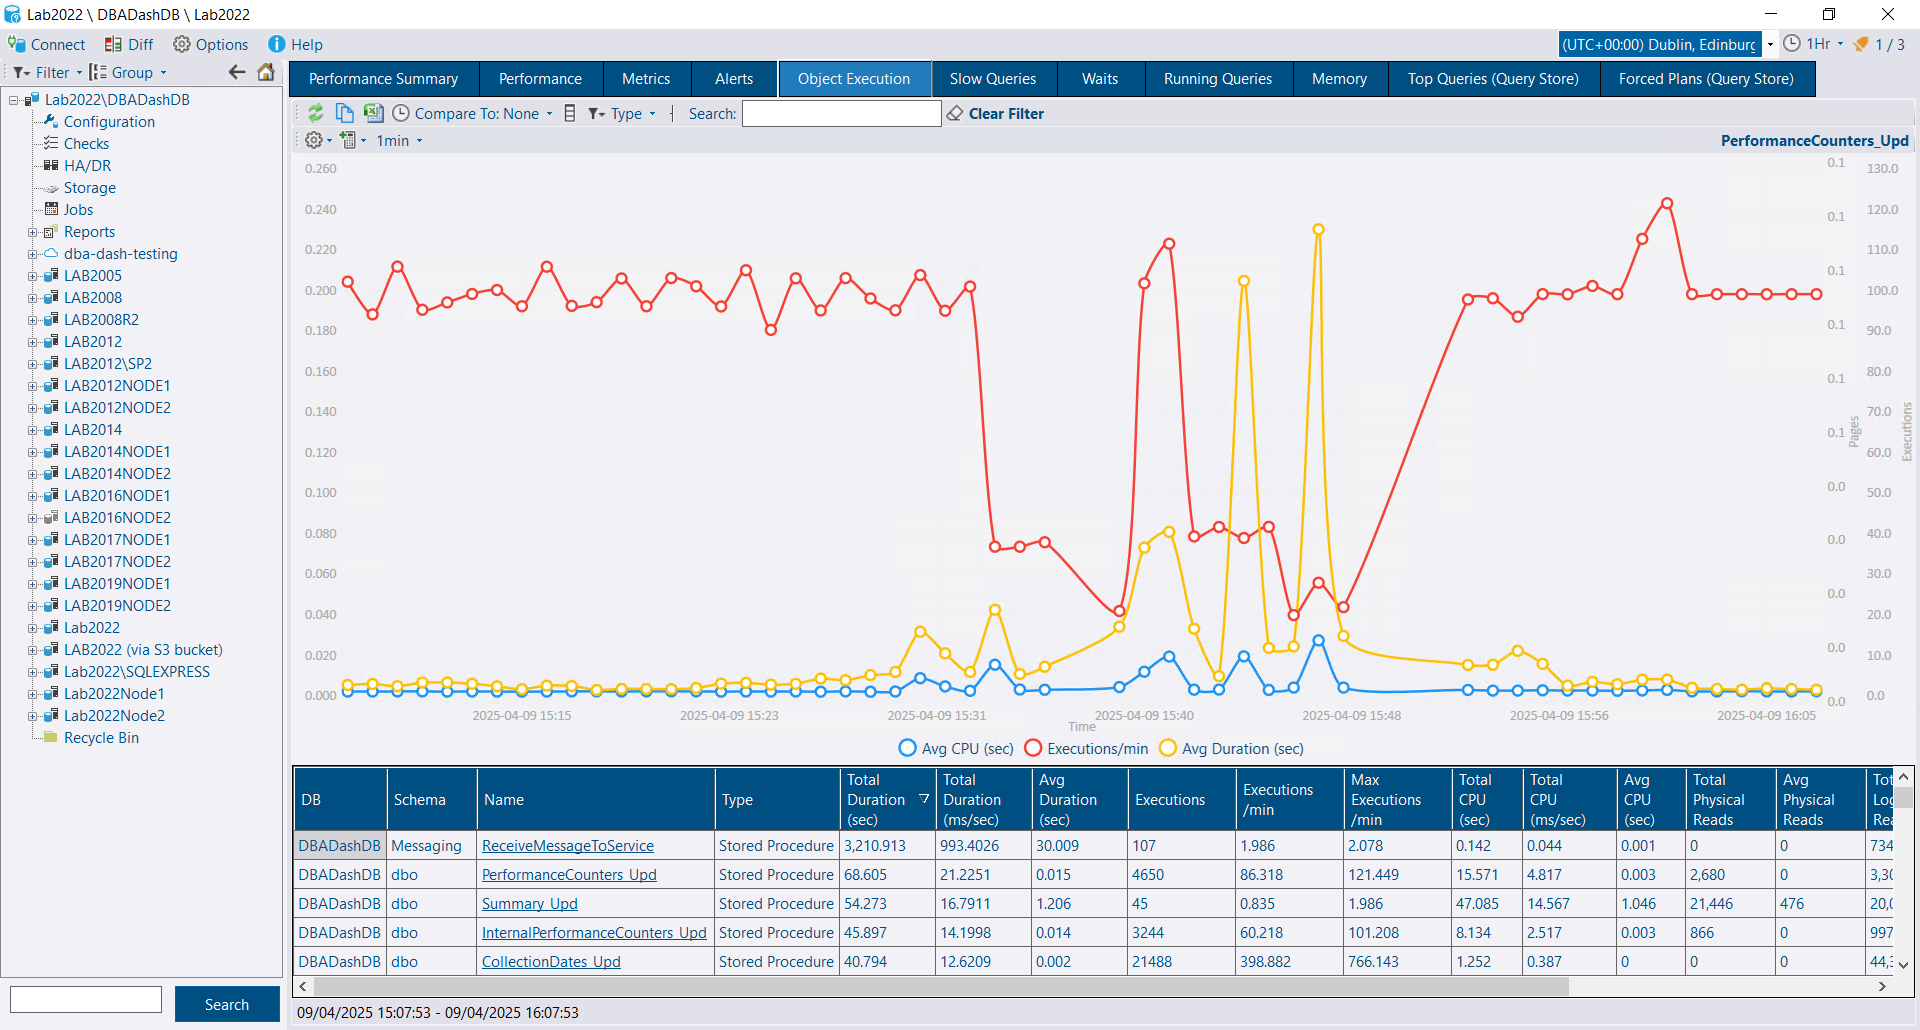 Lab2022 \ DBADashDB \ Lab2022
Connect Diff Options Help (UTC+00:00) Dublin, Edinburg 1Hr 1 / 3
Filter Group
Performance Summary Performance Metrics Alerts Object Execution Slow Queries Waits Running Queries Memory Top Queries (Query Store) Forced Plans (Query Store)
Lab2022\DBADashDB
Configuration
Checks
HA/DR
Storage
Jobs
Reports
dba-dash-testing
LAB2005
LAB2008
LAB2008R2
LAB2012
LAB2012\SP2
LAB2012NODE1
LAB2012NODE2
LAB2014
LAB2014NODE1
LAB2014NODE2
LAB2016NODE1
LAB2016NODE2
LAB2017NODE1
LAB2017NODE2
LAB2019NODE1
LAB2019NODE2
Lab2022
LAB2022 (via S3 bucket)
Lab2022\SQLEXPRESS
Lab2022Node1
Lab2022Node2
Recycle Bin
Search
Compare To: None Type Search: Clear Filter
1min PerformanceCounters_Upd
0.260
0.240
0.220
0.200
0.180
0.160
0.140
0.120
0.100
0.080
0.060
0.040
0.020
0.000
0.1
0.1
0.1
0.1
0.1
0.1
0.0
0.0
0.0
0.0
0.0
Pages
130.0
120.0
110.0
100.0
90.0
80.0
70.0
60.0
50.0
40.0
30.0
20.0
10.0
0.0
Executions
2025-04-09 15:15 2025-04-09 15:23 2025-04-09 15:31 2025-04-09 15:40 2025-04-09 15:48 2025-04-09 15:56 2025-04-09 16:05
Time
Avg CPU (sec) Executions/min Avg Duration (sec)
DB Schema Name Type Total Duration (sec) Total Duration (ms/sec) Avg Duration (sec) Executions Executions /min Max Executions /min Total CPU (sec) Total CPU (ms/sec) Avg CPU (sec) Total Physical Reads Avg Physical Reads
DBADashDB Messaging ReceiveMessageToService Stored Procedure 3,210.913 993.4026 30.009 107 1.986 2.078 0.142 0.044 0.001 0 0 734
DBADashDB dbo PerformanceCounters_Upd Stored Procedure 68.605 21.2251 0.015 4650 86.318 121.449 15.571 4.817 0.003 2,680 0 3,30
DBADashDB dbo Summary_Upd Stored Procedure 54.273 16.7911 1.206 45 0.835 1.986 47.085 14.567 1.046 21,446 476 20,0
DBADashDB dbo InternalPerformanceCounters_Upd Stored Procedure 45.897 14.1998 0.014 3244 60.218 101.208 8.134 2.517 0.003 866 0 997
DBADashDB dbo CollectionDates_Upd Stored Procedure 40.794 12.6209 0.002 21488 398.882 766.143 1.252 0.387 0 0 0 44,3
09/04/2025 15:07:53 - 09/04/2025 16:07:53